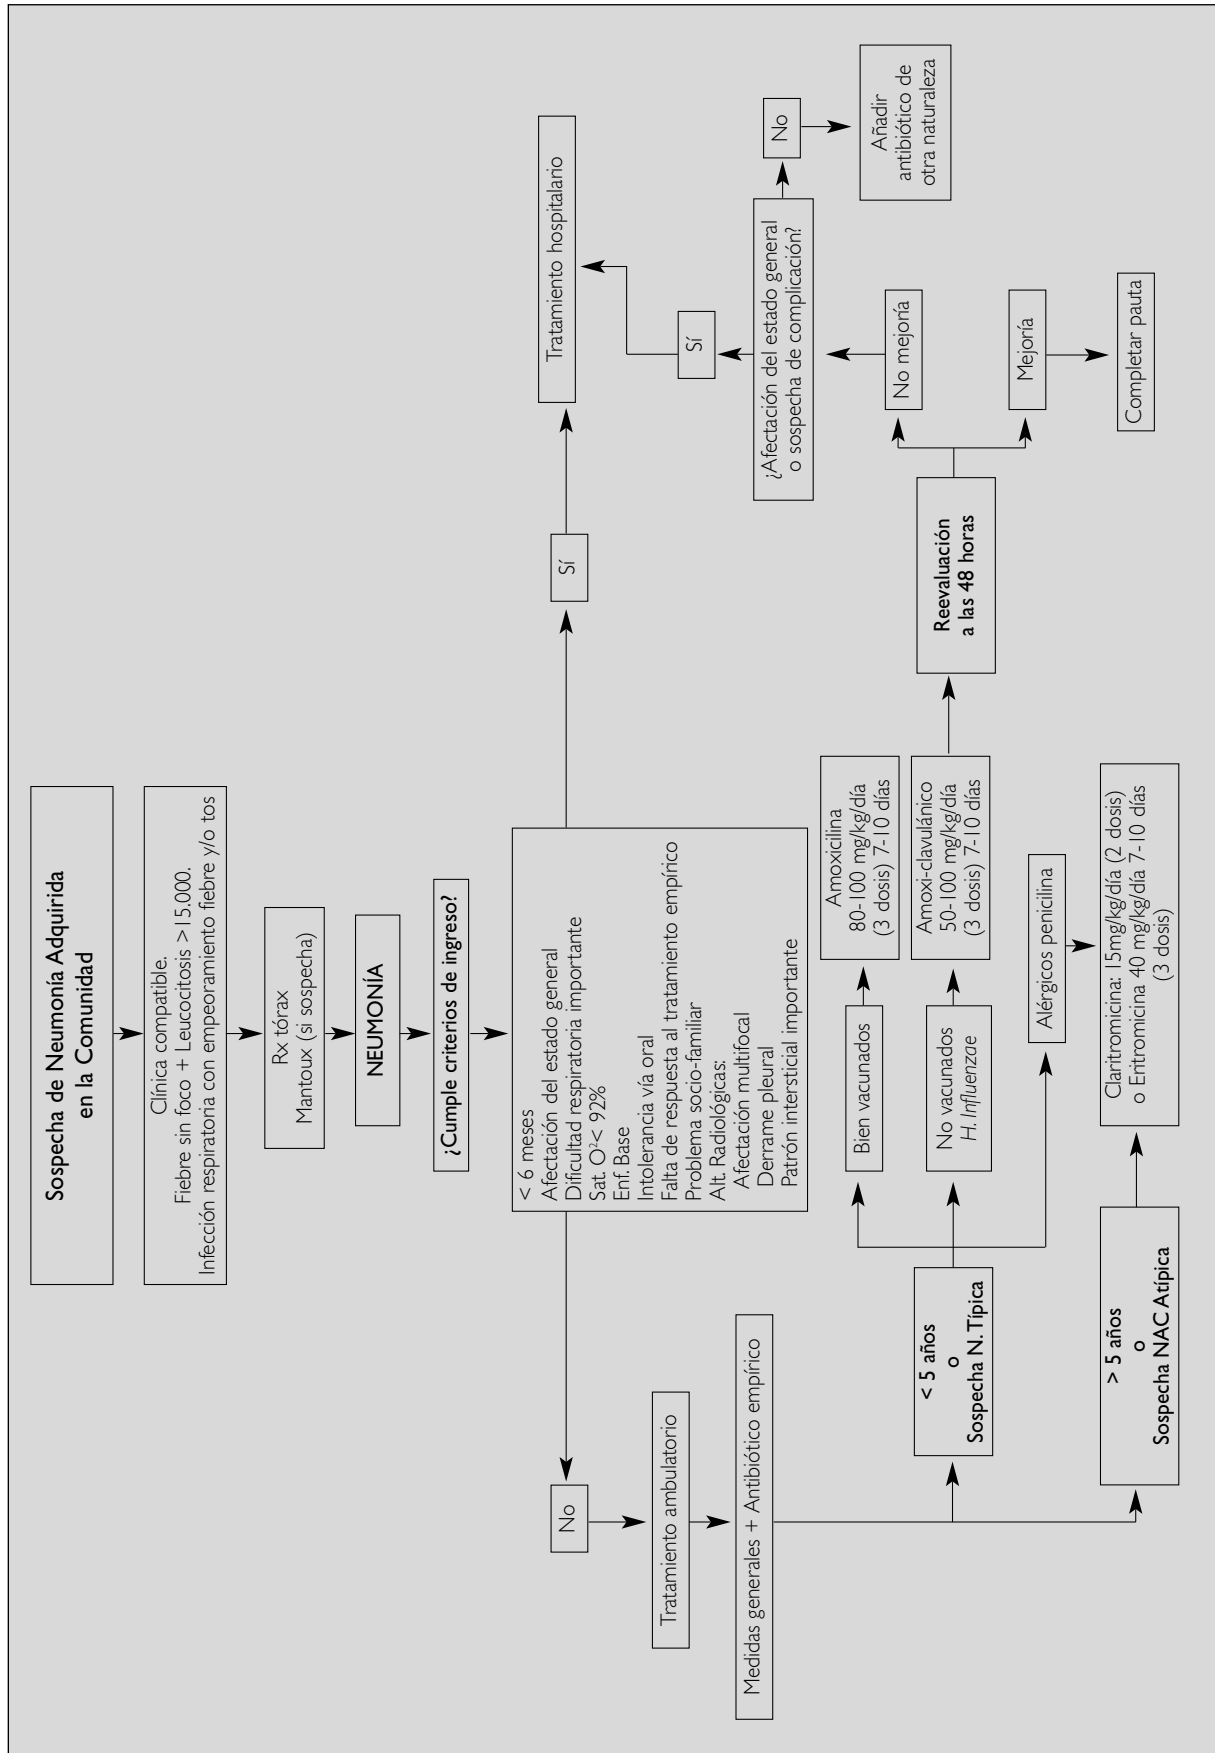 Sospecha de Neumonía Adquirida
en la Comunidad
Clínica compatible.
Fiebre sin foco + Leucocitosis >15.000.
Infección respiratoria con empeoramiento fiebre y/o tos
Rx tórax
Mantoux (si sospecha)
NEUMONÍA
¿Cumple criterios de ingreso?
< 6 meses
Afectación del estado general
Dificultad respiratoria importante
Sat. O²< 92%
Enf. Base
Intolerancia vía oral
Falta de respuesta al tratamiento empírico
Problema socio-familiar
Alt. Radiológicas:
Afectación multifocal
Derrame pleural
Patrón intersticial importante
No
Sí
Tratamiento hospitalario
Tratamiento ambulatorio
Medidas generales + Antibiótico empírico
< 5 años
o
Sospecha N. Típica
Bien vacunados
Amoxicilina
80-100 mg/kg/día
(3 dosis) 7-10 días
No vacunados
H. Influenzae
Amoxi-clavulánico
50-100 mg/kg/día
(3 dosis) 7-10 días
Alérgicos penicilina
> 5 años
o
Sospecha NAC Atípica
Claritromicina: 15mg/kg/día (2 dosis)
o Eritromicina 40 mg/kg/día 7-10 días
(3 dosis)
Reevaluación
a las 48 horas
No mejoría
Mejoría
Completar pauta
¿Afectación del estado general
o sospecha de complicación?
Sí
No
Añadir
antibiótico de
otra naturaleza